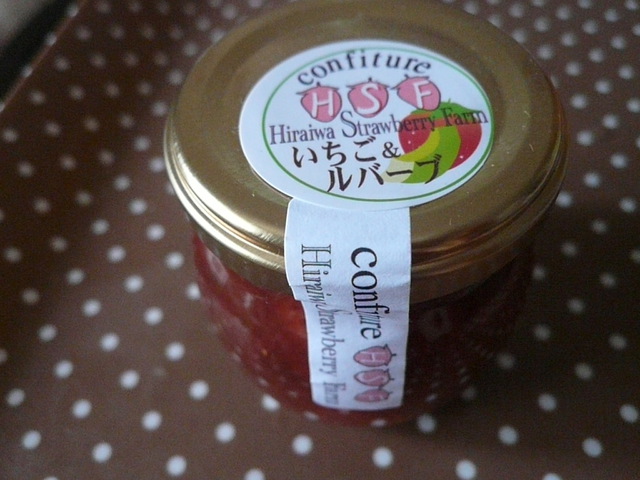 confiture
HSF
Hiraiwa Strawberry Farm
いちご&
ルバーブ
confiture HSF
Hiraiwa Strawberry Farm